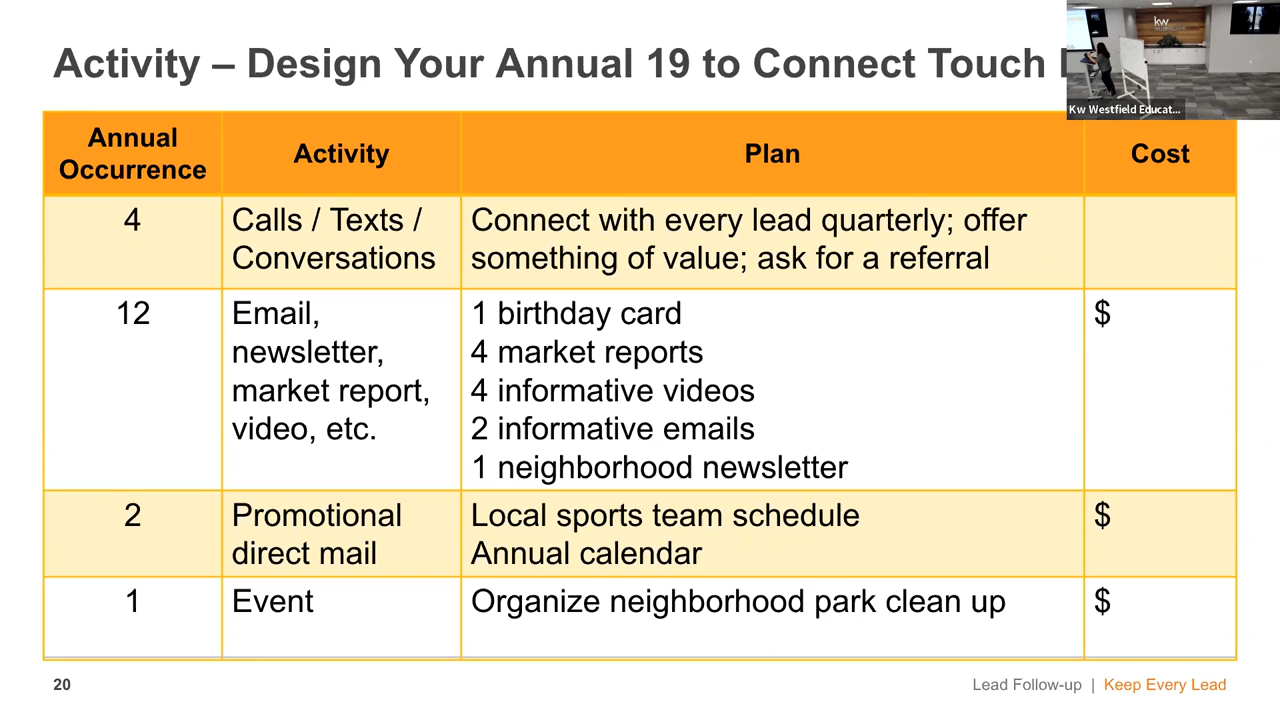 Activity – Design Your Annual 19 to Connect Touch
kw
Kw Westfield Educat...
Annual
Occurrence
Activity
Plan
Cost
4
Calls / Texts /
Conversations
Connect with every lead quarterly; offer
something of value; ask for a referral
12
Email,
newsletter,
market report,
video, etc.
1 birthday card
4 market reports
4 informative videos
2 informative emails
1 neighborhood newsletter
$
2
Promotional
direct mail
Local sports team schedule
Annual calendar
$
1
Event
Organize neighborhood park clean up
$
20
Lead Follow-up | Keep Every Lead